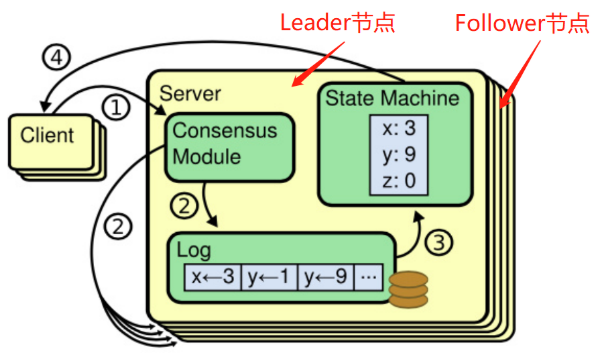 Leader节点
Follower节点
④
①
Server
State Machine
Client
Consensus
Module
x: 3
y: 9
z: 0
②
②
③
Log
x←3 y←1 y←9 ···